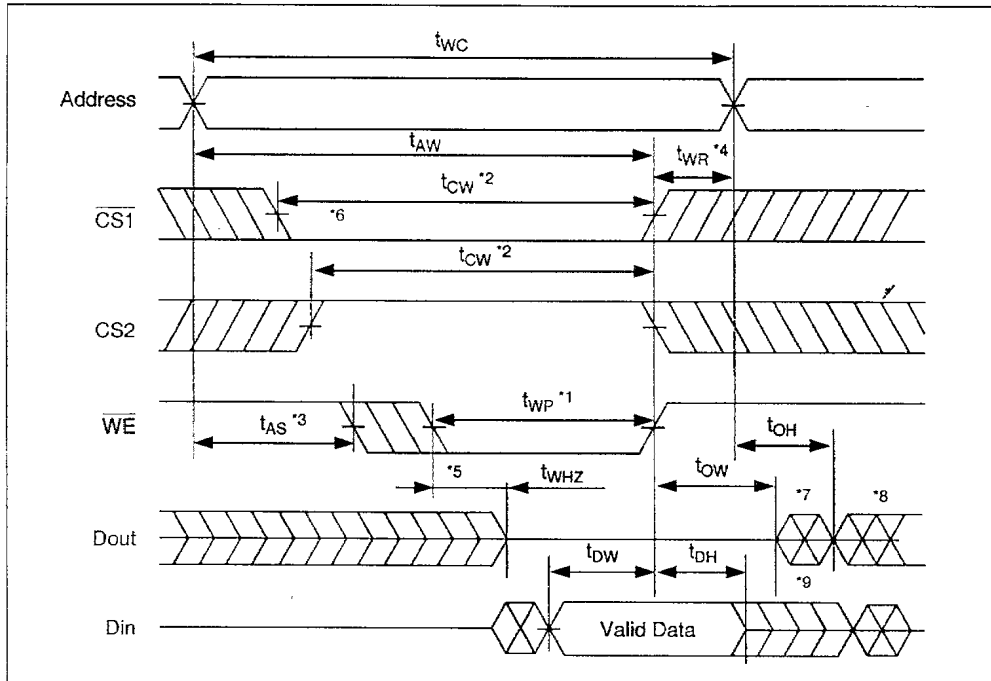 tWC
Address
tAW
tWR *4
tCW *2
CS1
*6
tCW *2
CS2
WE
tAS *3
tWP *1
tOH
*5
tWHZ
tOW
*7
*8
Dout
tDW
tDH
*9
Din
Valid Data